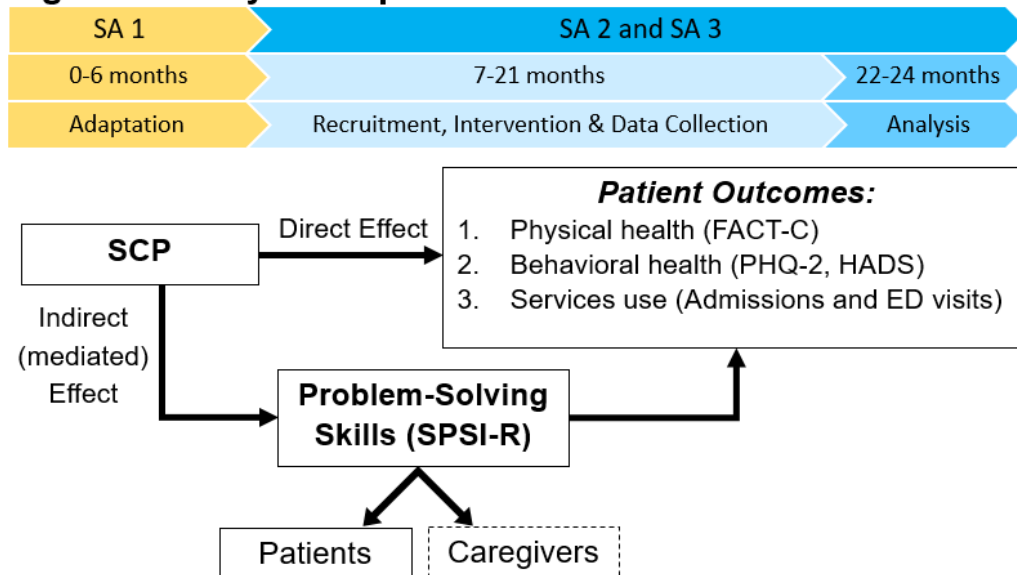 SA 1
SA 2 and SA 3
0-6 months
7-21 months
22-24 months
Adaptation
Recruitment, Intervention & Data Collection
Analysis
Patient Outcomes:
1. Physical health (FACT-C)
2. Behavioral health (PHQ-2, HADS)
3. Services use (Admissions and ED visits)
SCP
Direct Effect
Indirect
(mediated)
Effect
Problem-Solving
Skills (SPSI-R)
Patients
Caregivers